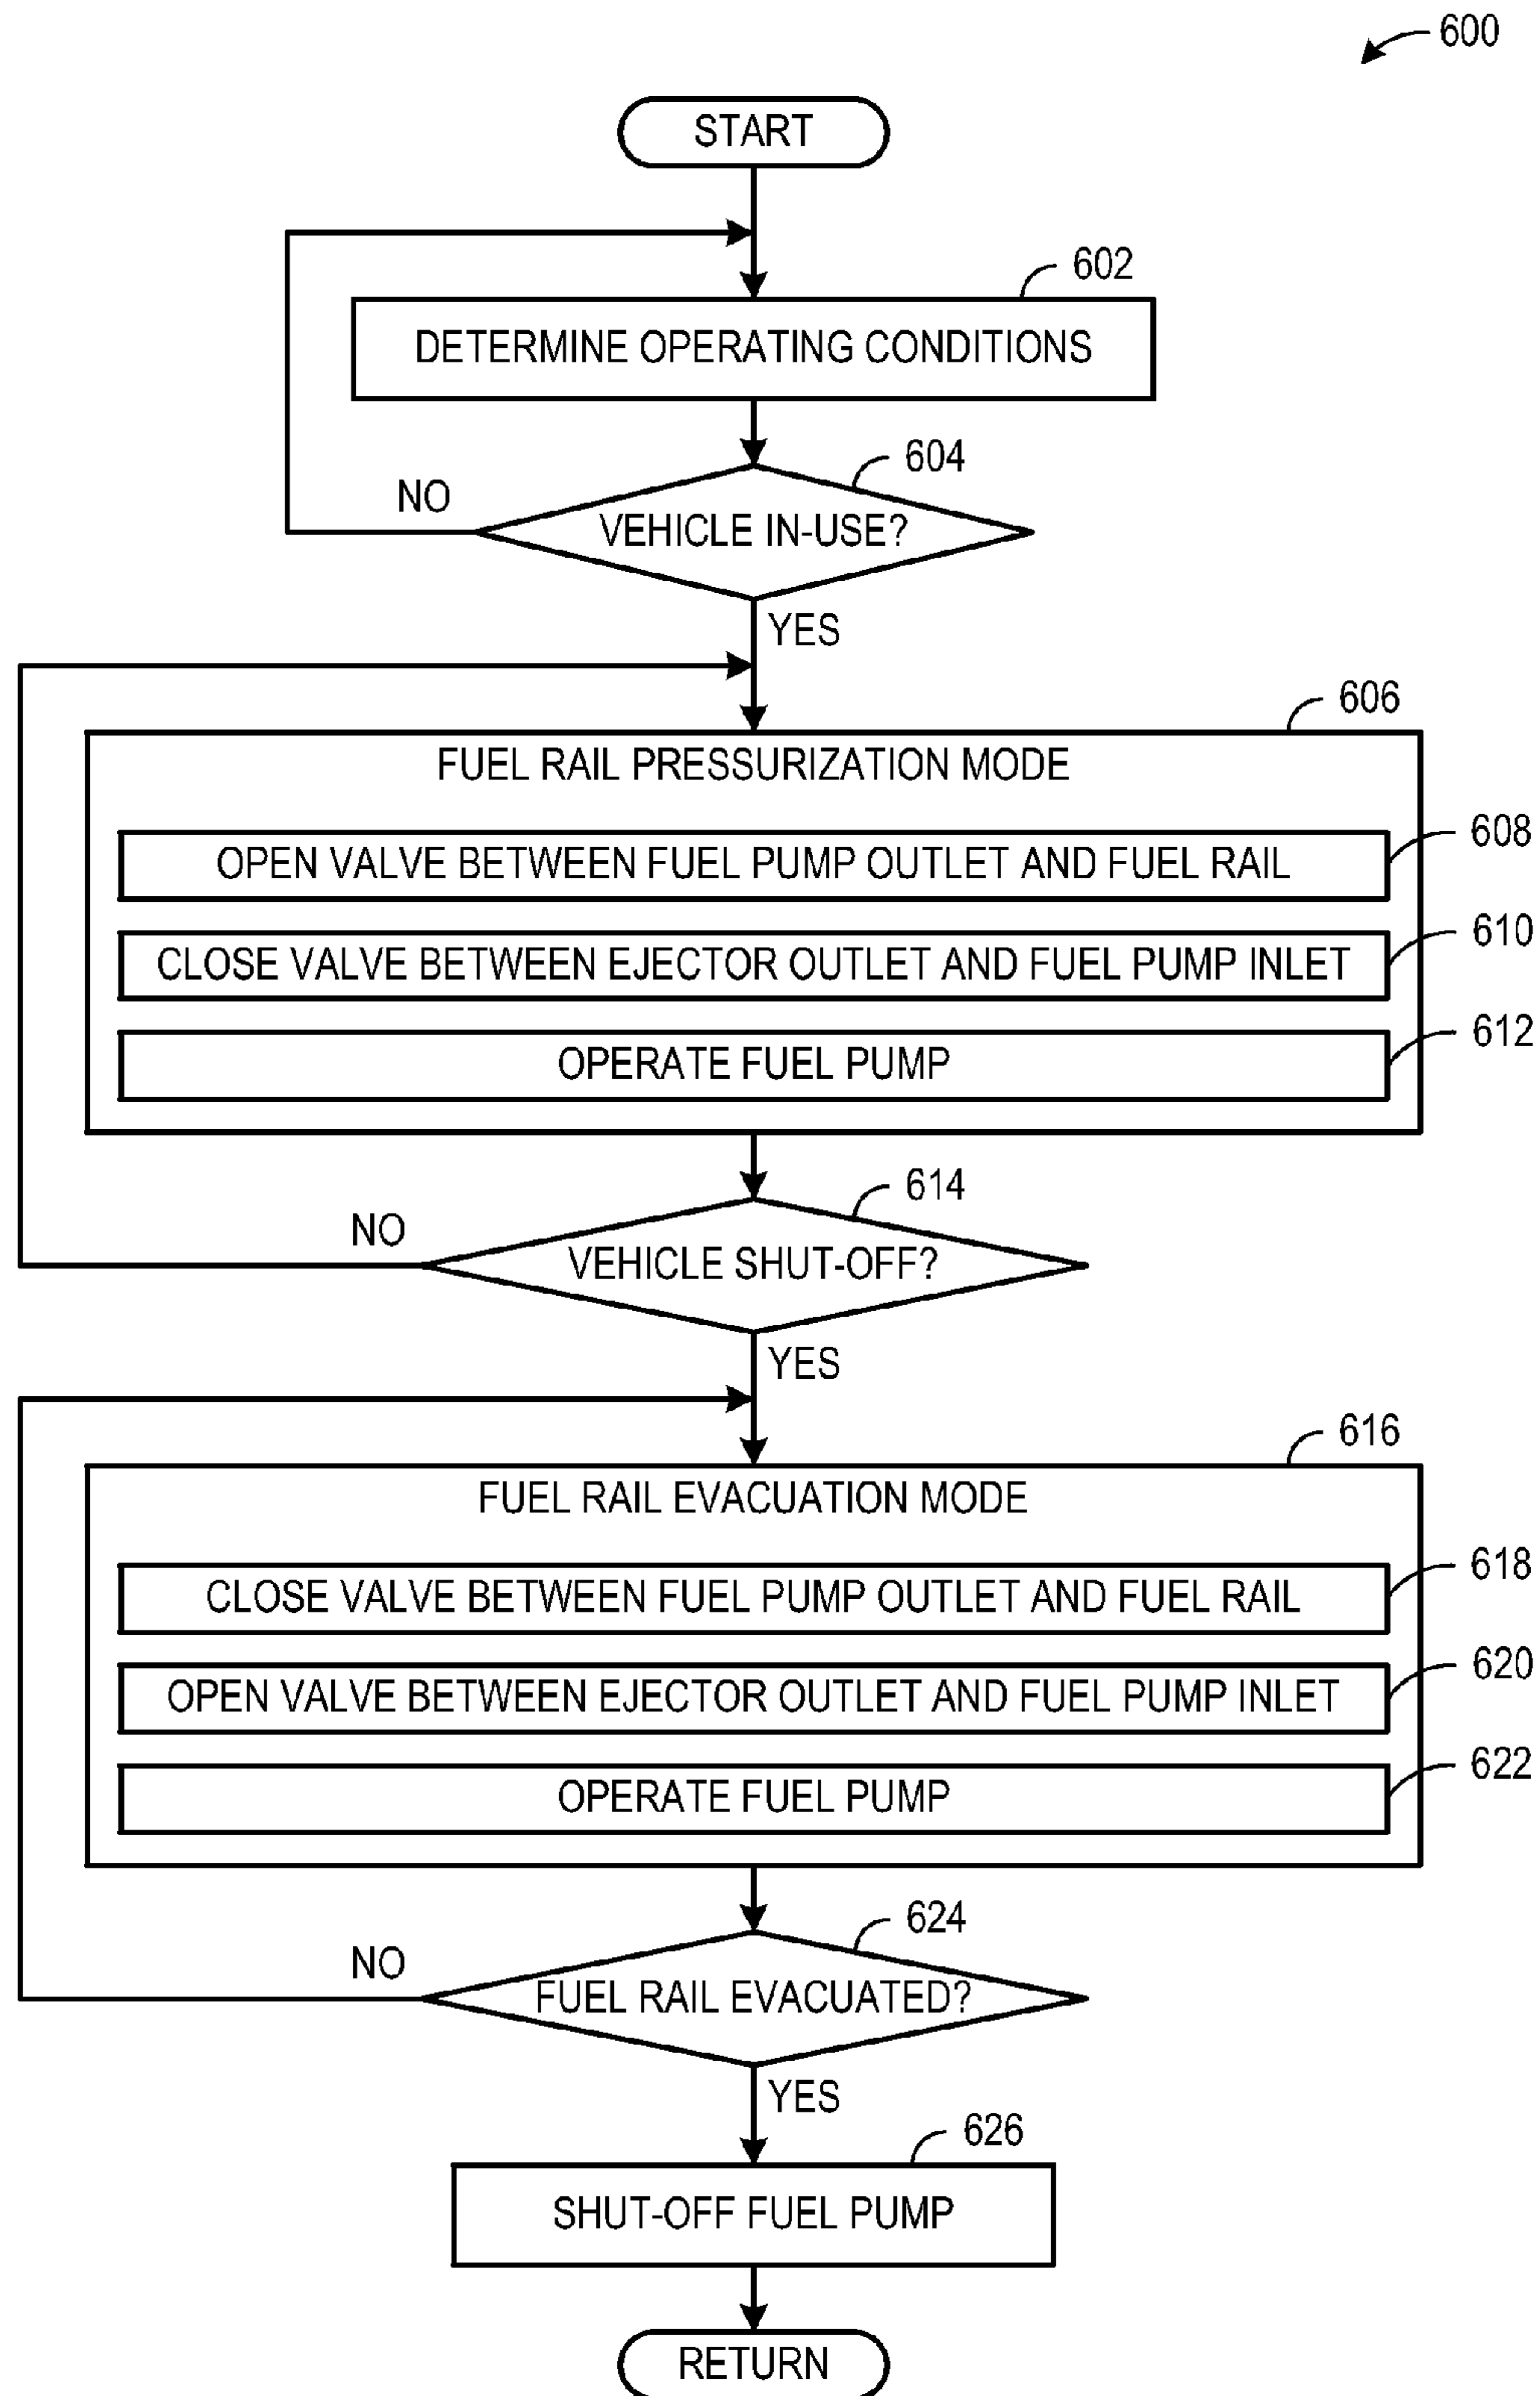 600
START
602
DETERMINE OPERATING CONDITIONS
604
NO
VEHICLE IN-USE?
YES
606
FUEL RAIL PRESSURIZATION MODE
608
OPEN VALVE BETWEEN FUEL PUMP OUTLET AND FUEL RAIL
610
CLOSE VALVE BETWEEN EJECTOR OUTLET AND FUEL PUMP INLET
612
OPERATE FUEL PUMP
614
NO
VEHICLE SHUT-OFF?
YES
616
FUEL RAIL EVACUATION MODE
618
CLOSE VALVE BETWEEN FUEL PUMP OUTLET AND FUEL RAIL
620
OPEN VALVE BETWEEN EJECTOR OUTLET AND FUEL PUMP INLET
622
OPERATE FUEL PUMP
624
NO
FUEL RAIL EVACUATED?
YES
626
SHUT-OFF FUEL PUMP
RETURN